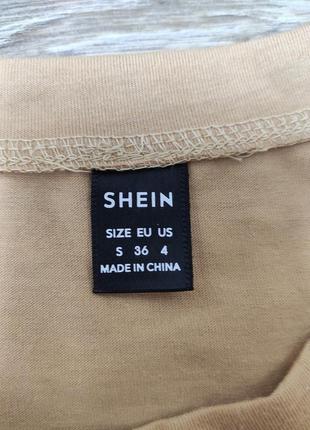 SHEIN
SIZE EU US
S 36 4
MADE IN CHINA